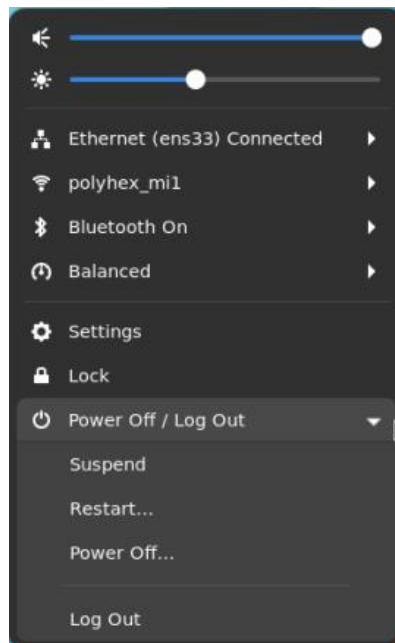 Ethernet (ens33) Connected
polyhex_mi1
Bluetooth On
Balanced
Settings
Lock
Power Off / Log Out
Suspend
Restart...
Power Off...
Log Out